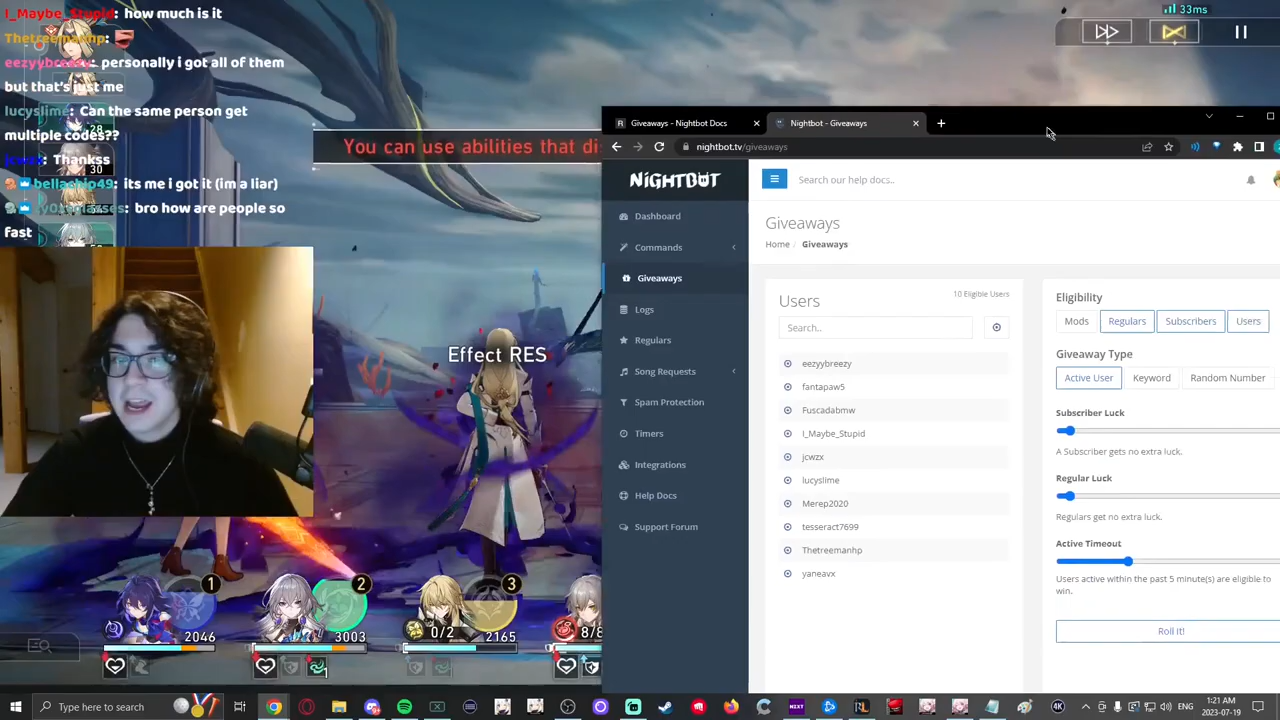 I_Maybe_Stupid: how much is it
Thetreemanhp:
eezyybreezy: personally i got all of them
but that's just me
lucyslime: Can the same person get
multiple codes??
28
jcwzx: Thankss
30
bellachip49: its me i got it (im a liar)
bro how are people so
fast
33ms
You can use abilities that di
Effect RES
1
2046
2
3003
3
0/2
2165
8/8
Giveaways - Nightbot Docs
Nightbot - Giveaways
nightbot.tv/giveaways
NIGHTBOT
Search our help docs..
Dashboard
Commands
Giveaways
Logs
Regulars
Song Requests
Spam Protection
Timers
Integrations
Help Docs
Support Forum
Giveaways
Home / Giveaways
Users
10 Eligible Users
Search..
eezyybreezy
fantapaw5
Fuscadabmw
I_Maybe_Stupid
jcwzx
lucyslime
Merep2020
tesseract7699
Thetreemanhp
yaneavx
Eligibility
Mods
Regulars
Subscribers
Users
Giveaway Type
Active User
Keyword
Random Number
Subscriber Luck
A Subscriber gets no extra luck.
Regular Luck
Regulars get no extra luck.
Active Timeout
Users active within the past 5 minute(s) are eligible to
win.
Roll It!
Type here to search
ENG
1:21 AM
2023-07-19